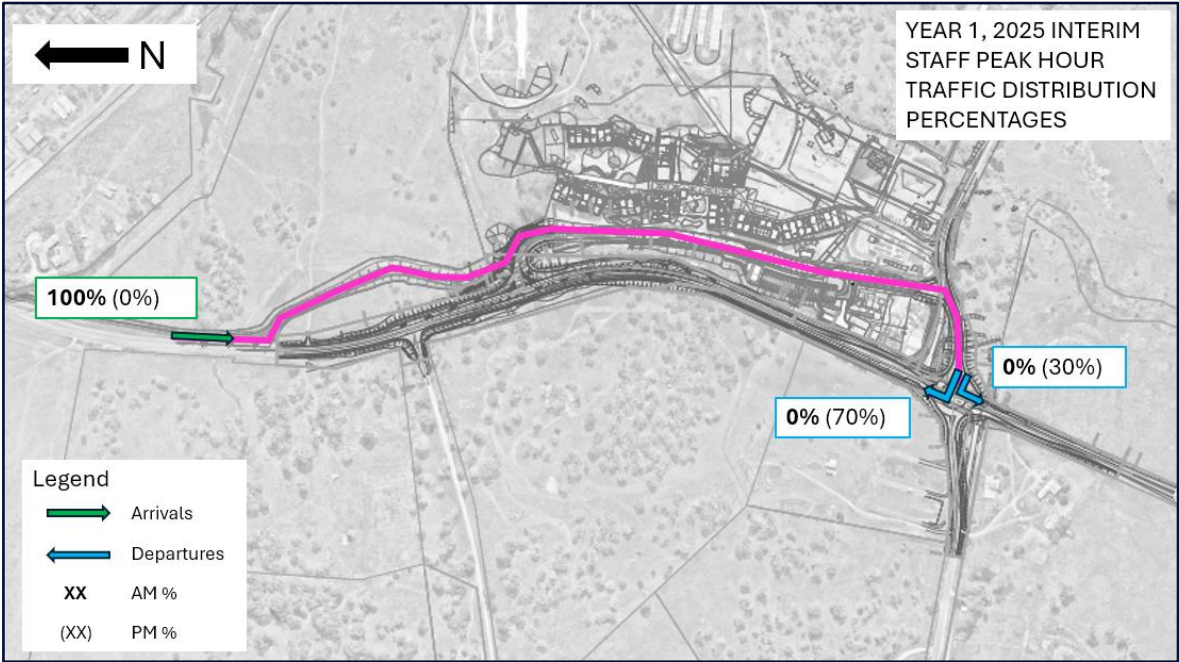 N
YEAR 1, 2025 INTERIM
STAFF PEAK HOUR
TRAFFIC DISTRIBUTION
PERCENTAGES
100% (0%)
0% (30%)
0% (70%)
Legend
Arrivals
Departures
XX AM %
(XX) PM %